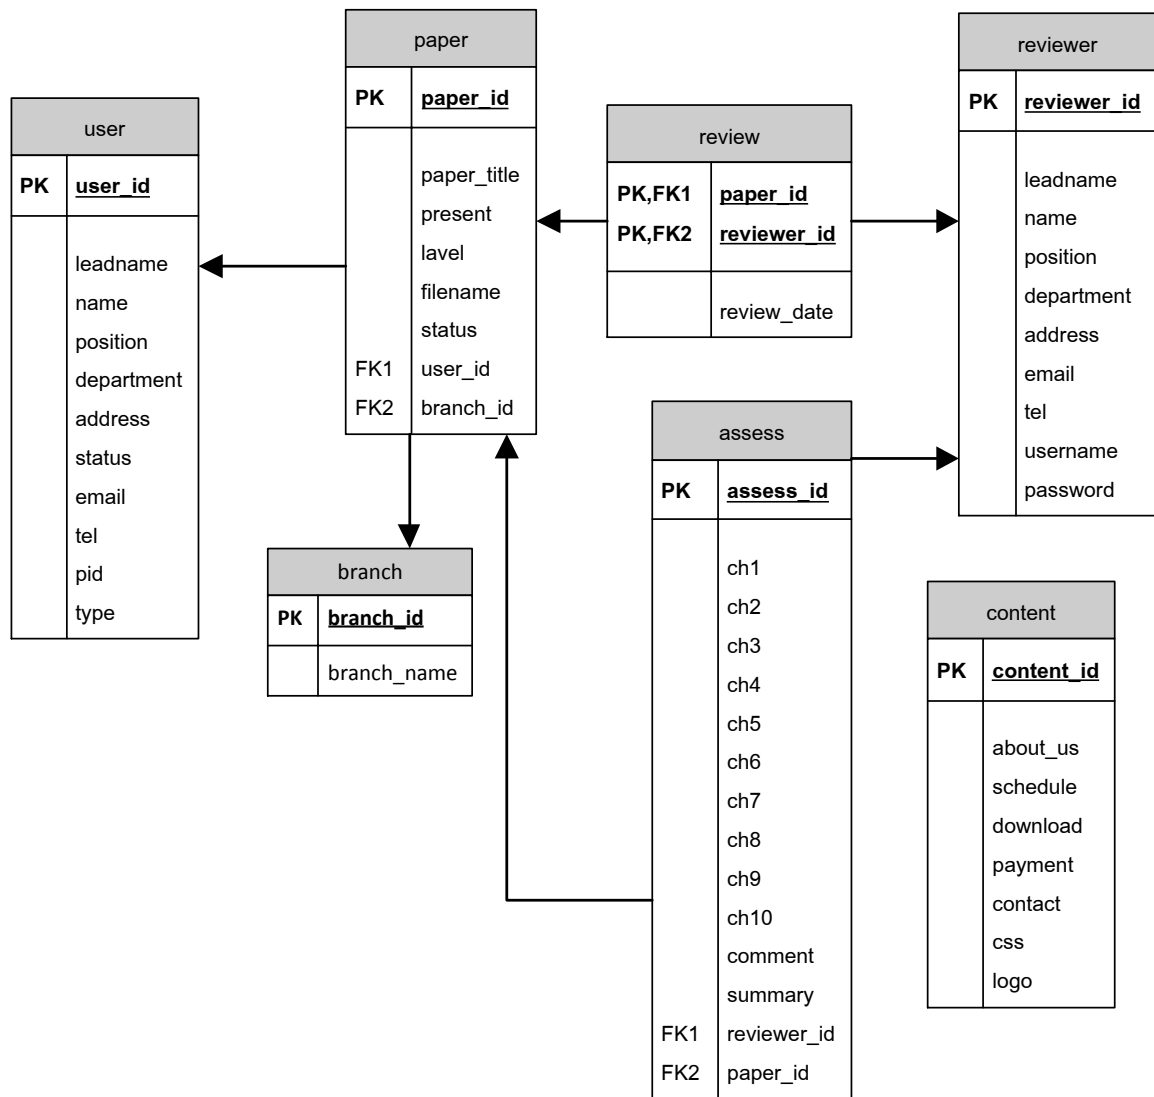 user
PK user_id
leadname
name
position
department
address
status
email
tel
pid
type
paper
PK paper_id
paper_title
present
lavel
filename
status
FK1 user_id
FK2 branch_id
branch
PK branch_id
branch_name
review
PK,FK1 paper_id
PK,FK2 reviewer_id
review_date
assess
PK assess_id
ch1
ch2
ch3
ch4
ch5
ch6
ch7
ch8
ch9
ch10
comment
summary
FK1 reviewer_id
FK2 paper_id
reviewer
PK reviewer_id
leadname
name
position
department
address
email
tel
username
password
content
PK content_id
about_us
schedule
download
payment
contact
css
logo